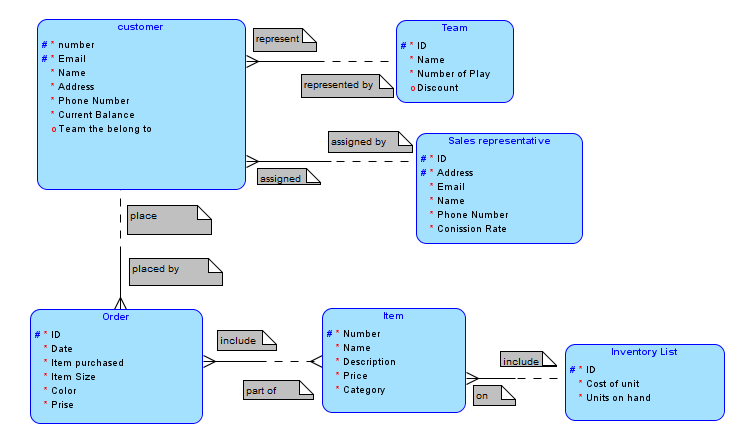 customer
# * number
# * Email
* Name
* Address
* Phone Number
* Current Balance
o Team the belong to
represent
represented by
Team
# * ID
* Name
* Number of Play
o Discount
assigned by
assigned
Sales representative
# * ID
# * Address
* Email
* Name
* Phone Number
* Conission Rate
place
placed by
Order
# * ID
* Date
* Item purchased
* Item Size
* Color
* Prise
include
part of
Item
# * Number
* Name
* Description
* Price
* Category
include
on
Inventory List
# * ID
* Cost of unit
* Units on hand